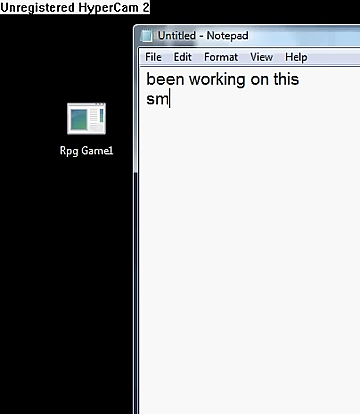 Unregistered HyperCam 2
Untitled - Notepad
File Edit Format View Help
been working on this
sm
Rpg Game1